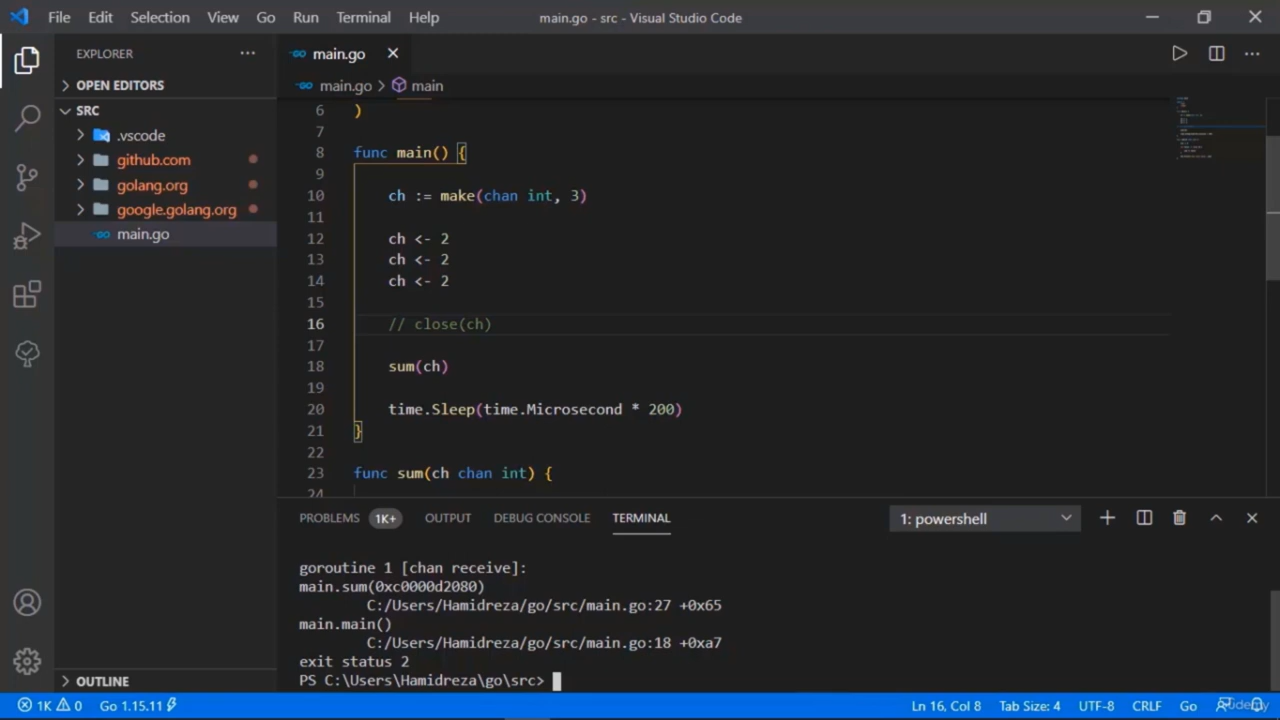 File Edit Selection View Go Run Terminal Help main.go - src - Visual Studio Code
EXPLORER
OPEN EDITORS
SRC
.vscode
github.com
golang.org
google.golang.org
main.go
OUTLINE
main.go
main.go > main
6 )
7
8 func main() {
9
10 ch := make(chan int, 3)
11
12 ch <- 2
13 ch <- 2
14 ch <- 2
15
16 // close(ch)
17
18 sum(ch)
19
20 time.Sleep(time.Microsecond * 200)
21 }
22
23 func sum(ch chan int) {
24
PROBLEMS 1K+ OUTPUT DEBUG CONSOLE TERMINAL 1: powershell
goroutine 1 [chan receive]:
main.sum(0xc0000d2080)
C:/Users/Hamidreza/go/src/main.go:27 +0x65
main.main()
C:/Users/Hamidreza/go/src/main.go:18 +0xa7
exit status 2
PS C:\Users\Hamidreza\go\src>
1K 0 Go 1.15.11 Ln 16, Col 8 Tab Size: 4 UTF-8 CRLF Go
Udemy